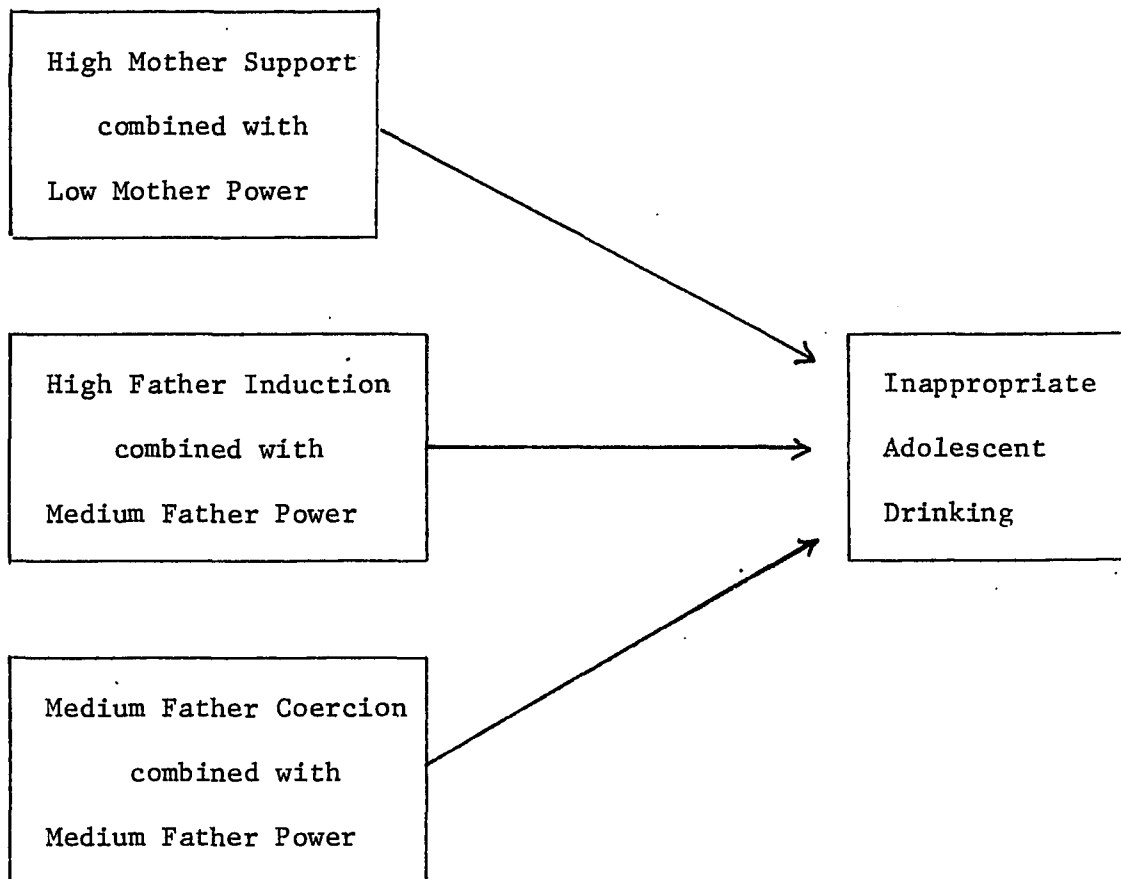 High Mother Support
combined with
Low Mother Power
High Father Induction
combined with
Medium Father Power
Medium Father Coercion
combined with
Medium Father Power
Inappropriate
Adolescent
Drinking